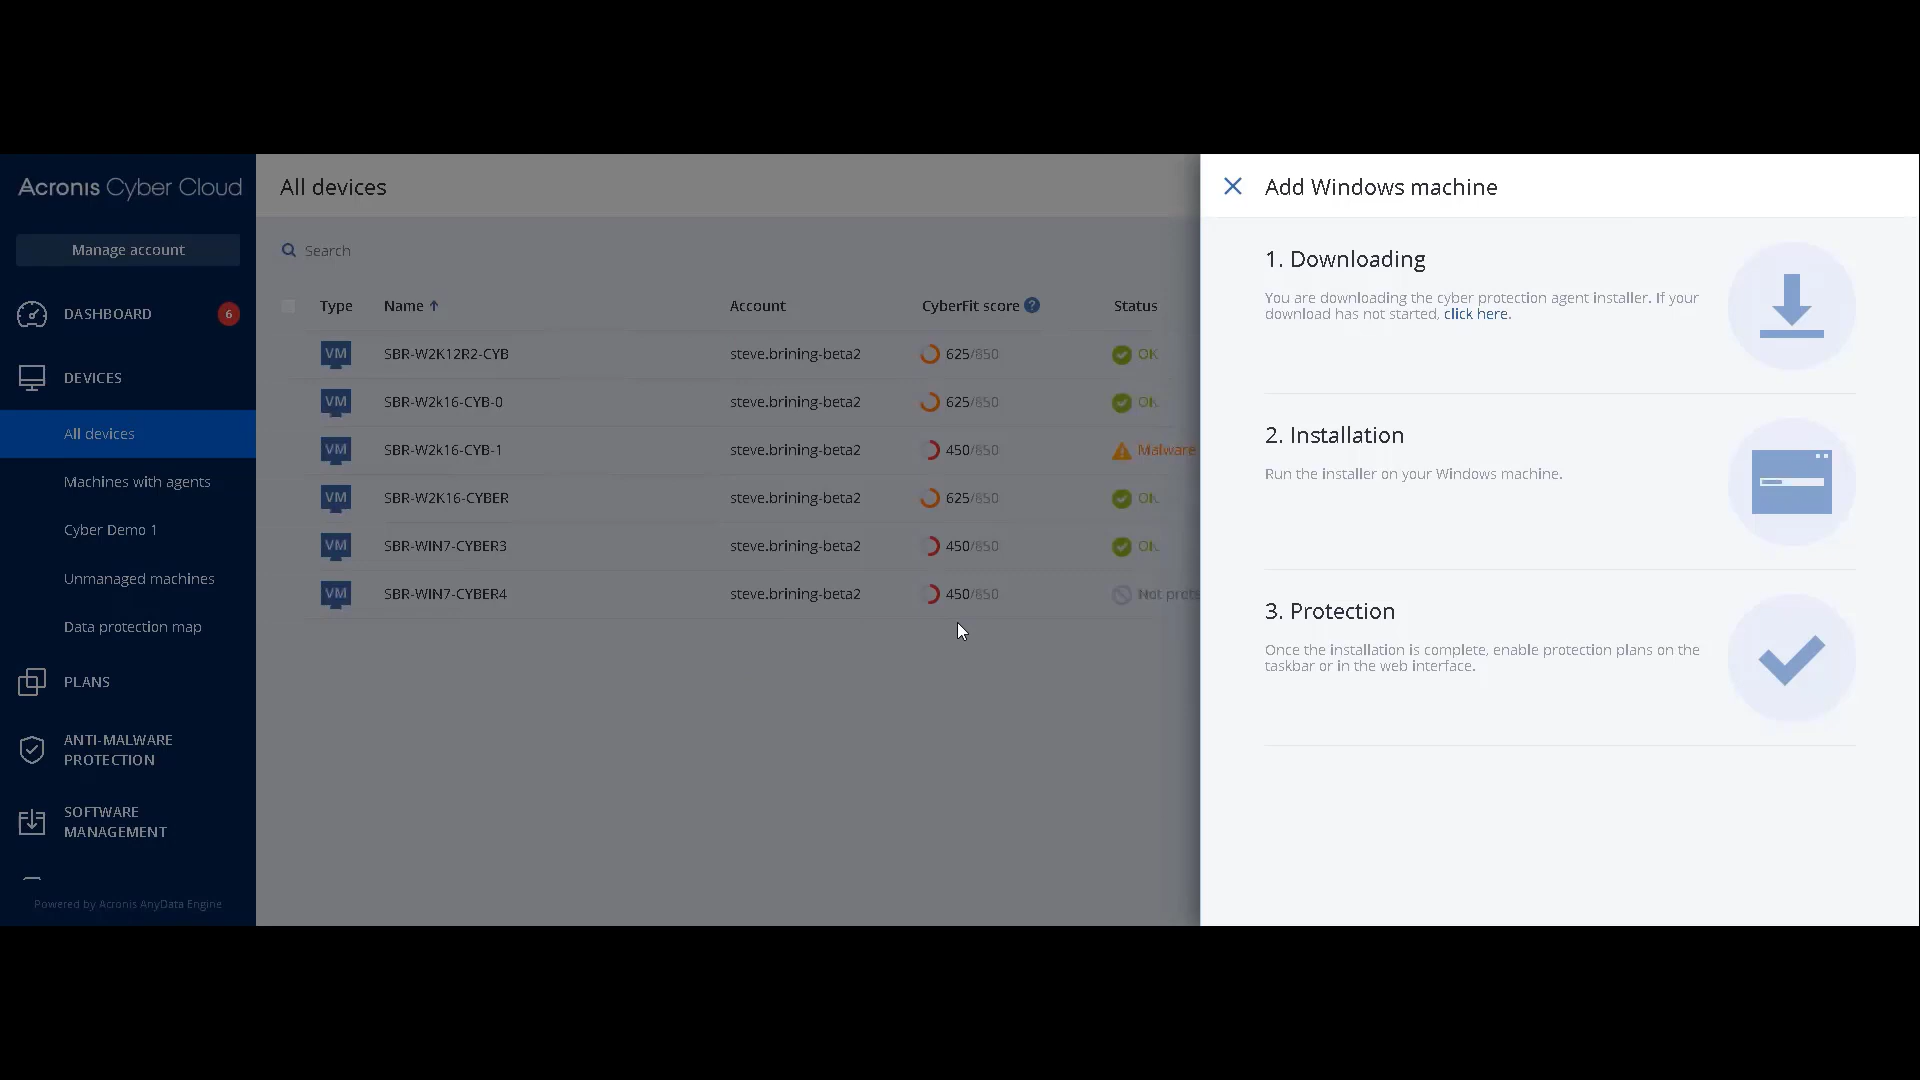 Acronis Cyber Cloud
Manage account
DASHBOARD 6
DEVICES
All devices
Machines with agents
Cyber Demo 1
Unmanaged machines
Data protection map
PLANS
ANTI-MALWARE
PROTECTION
SOFTWARE
MANAGEMENT
Powered by Acronis AnyData Engine
All devices
Search
Type Name ↑ Account CyberFit score ? Status
VM SBR-W2K12R2-CYB steve.brining-beta2 625/850 OK
VM SBR-W2k16-CYB-0 steve.brining-beta2 625/850 OK
VM SBR-W2k16-CYB-1 steve.brining-beta2 450/850 Malware
VM SBR-W2K16-CYBER steve.brining-beta2 625/850 OK
VM SBR-WIN7-CYBER3 steve.brining-beta2 450/850 OK
VM SBR-WIN7-CYBER4 steve.brining-beta2 450/850 Not
Add Windows machine
1. Downloading
You are downloading the cyber protection agent installer. If your
download has not started, click here.
2. Installation
Run the installer on your Windows machine.
3. Protection
Once the installation is complete, enable protection plans on the
taskbar or in the web interface.